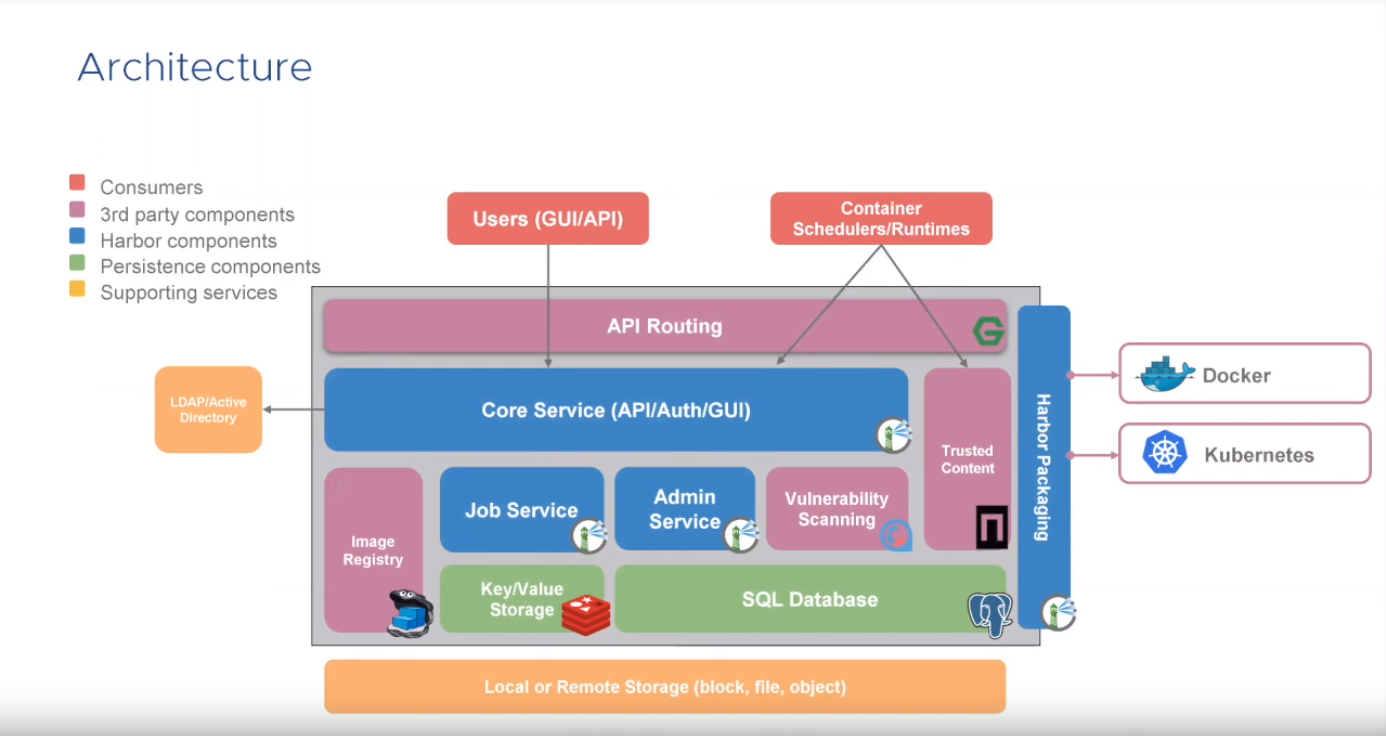 Architecture
Consumers
3rd party components
Harbor components
Persistence components
Supporting services
Users (GUI/API)
Container
Schedulers/Runtimes
API Routing
LDAP/Active
Directory
Core Service (API/Auth/GUI)
Trusted
Content
Harbor Packaging
Docker
Kubernetes
Image
Registry
Job Service
Admin
Service
Vulnerability
Scanning
Key/Value
Storage
SQL Database
Local or Remote Storage (block, file, object)